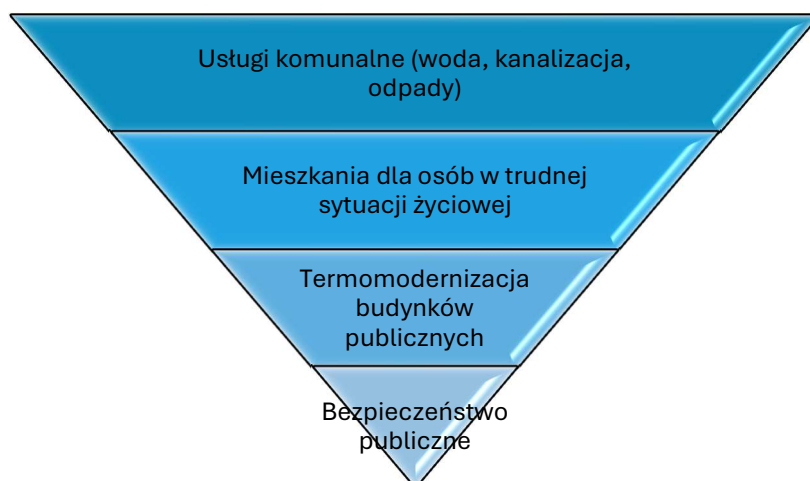 Usługi komunalne (woda, kanalizacja,
odpady)
Mieszkania dla osób w trudnej
sytuacji życiowej
Termomodernizacja
budynków
publicznych
Bezpieczeństwo
publiczne